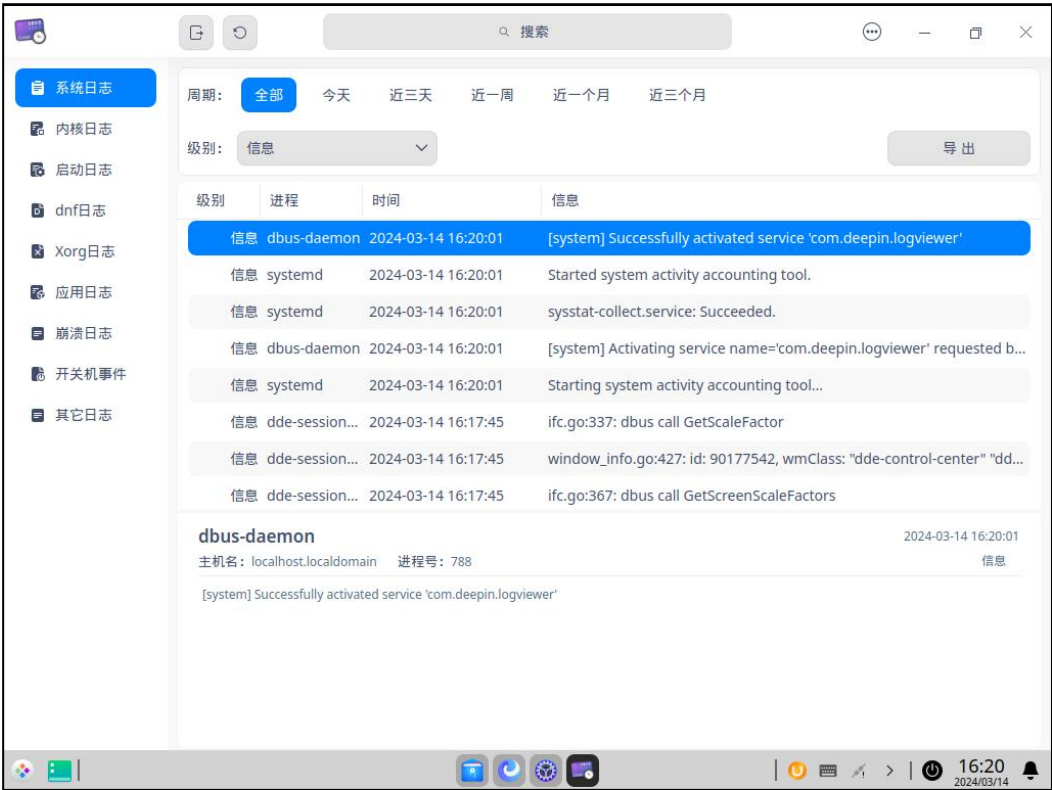 搜索
系统日志
内核日志
启动日志
dnf日志
Xorg日志
应用日志
崩溃日志
开关机事件
其它日志
周期： 全部 今天 近三天 近一周 近一个月 近三个月
级别： 信息 导出
级别 进程 时间 信息
信息 dbus-daemon 2024-03-14 16:20:01 [system] Successfully activated service 'com.deepin.logviewer'
信息 systemd 2024-03-14 16:20:01 Started system activity accounting tool.
信息 systemd 2024-03-14 16:20:01 sysstat-collect.service: Succeeded.
信息 dbus-daemon 2024-03-14 16:20:01 [system] Activating service name='com.deepin.logviewer' requested b...
信息 systemd 2024-03-14 16:20:01 Starting system activity accounting tool...
信息 dde-session... 2024-03-14 16:17:45 ifc.go:337: dbus call GetScaleFactor
信息 dde-session... 2024-03-14 16:17:45 window_info.go:427: id: 90177542, wmClass: "dde-control-center" "dd...
信息 dde-session... 2024-03-14 16:17:45 ifc.go:367: dbus call GetScreenScaleFactors
dbus-daemon 2024-03-14 16:20:01
主机名：localhost.localdomain 进程号：788 信息
[system] Successfully activated service 'com.deepin.logviewer'
16:20
2024/03/14